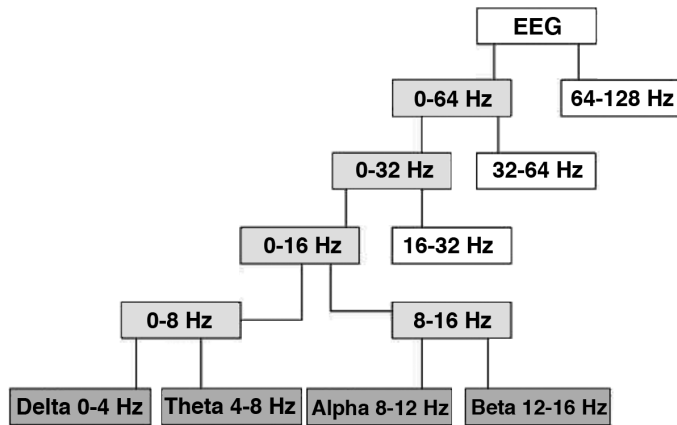 EEG
0-64 Hz
64-128 Hz
0-32 Hz
32-64 Hz
0-16 Hz
16-32 Hz
0-8 Hz
8-16 Hz
Delta 0-4 Hz
Theta 4-8 Hz
Alpha 8-12 Hz
Beta 12-16 Hz